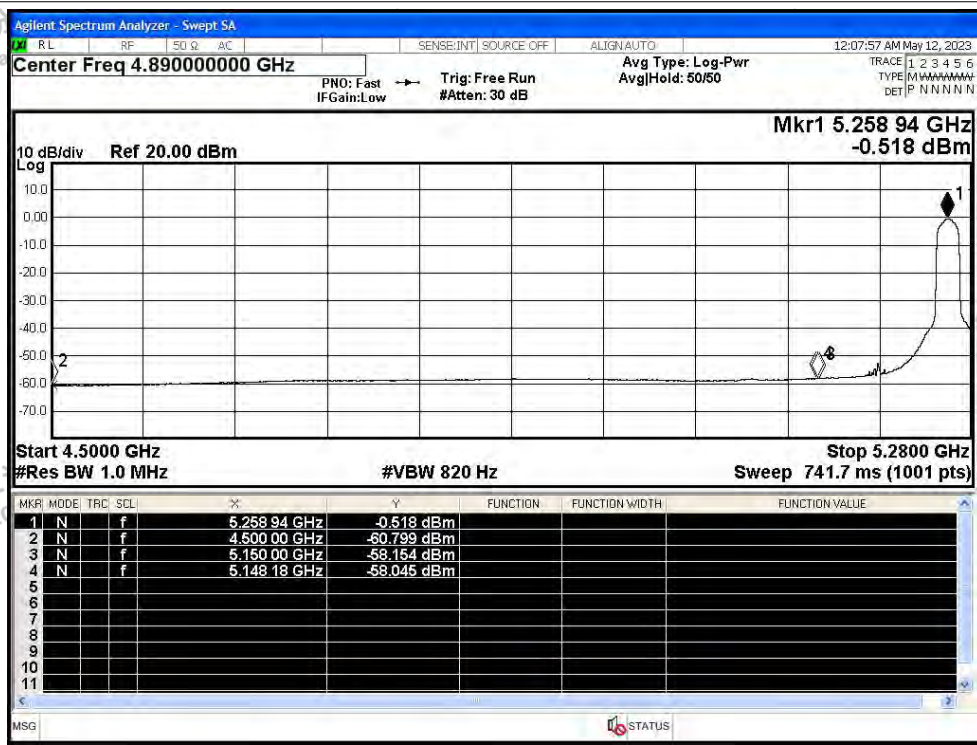 Agilent Spectrum Analyzer - Swept SA
RL RF 50 Ω AC SENSE:INT SOURCE OFF ALIGNAUTO 12:07:57 AM May 12, 2023
Center Freq 4.890000000 GHz
PNO: Fast
IFGain:Low
Trig: Free Run
#Atten: 30 dB
Avg Type: Log-Pwr
Avg|Hold: 50/50
TRACE 1 2 3 4 5 6
TYPE M WWWWW
DET P N N N N N
Mkr1 5.258 94 GHz
-0.518 dBm
10 dB/div Ref 20.00 dBm
Log
10.0
0.00
-10.0
-20.0
-30.0
-40.0
-50.0
-60.0
-70.0
1
2
Start 4.5000 GHz Stop 5.2800 GHz
#Res BW 1.0 MHz #VBW 820 Hz Sweep 741.7 ms (1001 pts)
MKR MODE TRC SCL X Y FUNCTION FUNCTION WIDTH FUNCTION VALUE
1 N f 5.258 94 GHz -0.518 dBm
2 N f 4.500 00 GHz -60.799 dBm
3 N f 5.150 00 GHz -58.154 dBm
4 N f 5.148 18 GHz -58.045 dBm
5
6
7
8
9
10
11
MSG STATUS